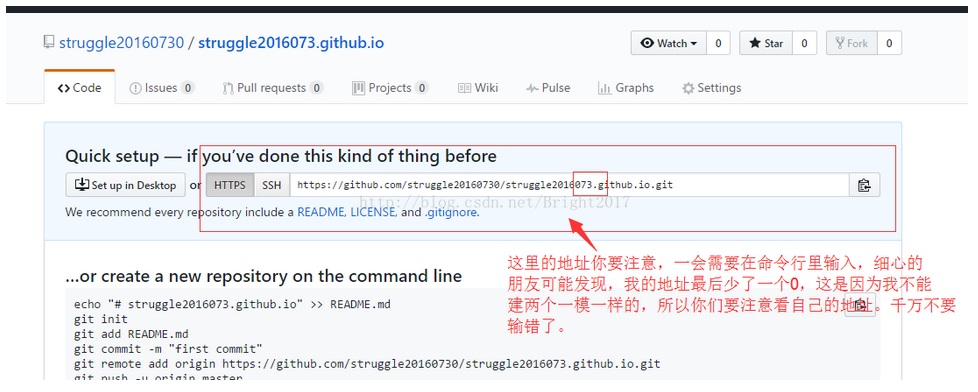 struggle20160730 / struggle2016073.github.io
Watch 0 Star 0 Fork 0
Code Issues 0 Pull requests 0 Projects 0 Wiki Pulse Graphs Settings
Quick setup — if you've done this kind of thing before
Set up in Desktop or HTTPS SSH https://github.com/struggle20160730/struggle2016073.github.io.git
http://blog.csdn.net/Bright2017
We recommend every repository include a README, LICENSE, and .gitignore.
这里的地址你要注意，一会需要在命令行里输入，细心的
朋友可能发现，我的地址最后少了一个0，这是因为我不能
建两个一模一样的，所以你们要注意看自己的地址。千万不要
输错了。
…or create a new repository on the command line
echo "# struggle2016073.github.io" >> README.md
git init
git add README.md
git commit -m "first commit"
git remote add origin https://github.com/struggle20160730/struggle2016073.github.io.git
git push -u origin master